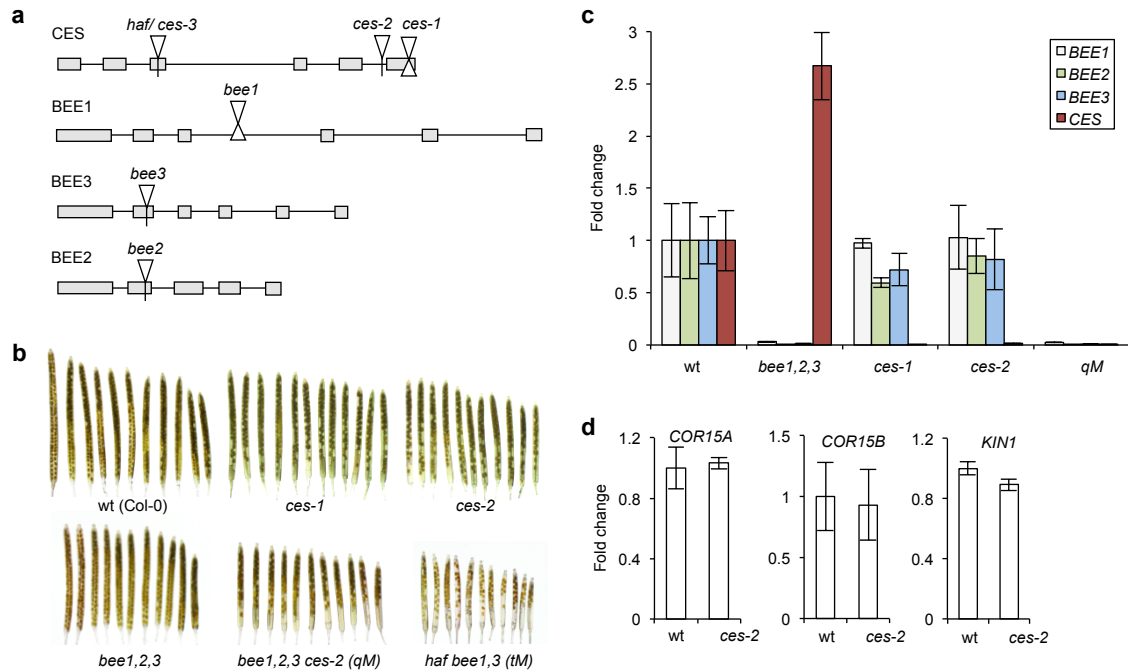 a
CES
haf/ ces-3
ces-2
ces-1
BEE1
bee1
BEE3
bee3
BEE2
bee2
b
wt (Col-0)
ces-1
ces-2
bee1,2,3
bee1,2,3 ces-2 (qM)
haf bee1,3 (tM)
c
Fold change
3
2.5
2
1.5
1
0.5
0
BEE1
BEE2
BEE3
CES
wt
bee1,2,3
ces-1
ces-2
qM
d
Fold change
COR15A
1.2
0.8
0.4
0
wt
ces-2
COR15B
1.5
1
0.5
0
wt
ces-2
KIN1
1.2
0.8
0.4
0
wt
ces-2